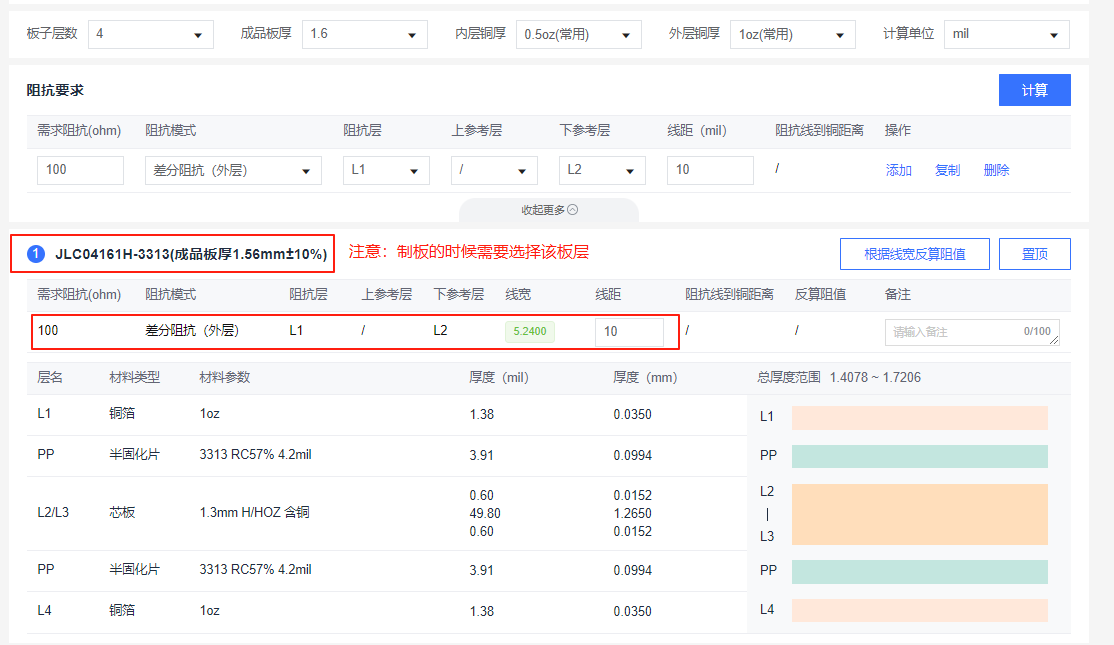 板子层数 4 成品板厚 1.6 内层铜厚 0.5oz(常用) 外层铜厚 1oz(常用) 计算单位 mil
阻抗要求 计算
需求阻抗(ohm) 阻抗模式 阻抗层 上参考层 下参考层 线距（mil） 阻抗线到铜距离 操作
100 差分阻抗（外层） L1 / L2 10 / 添加 复制 删除
收起更多
1 JLC04161H-3313(成品板厚1.56mm±10%) 注意：制板的时候需要选择该板层 根据线宽反算阻值 置顶
需求阻抗(ohm) 阻抗模式 阻抗层 上参考层 下参考层 线宽 线距 阻抗线到铜距离 反算阻值 备注
100 差分阻抗（外层） L1 / L2 5.2400 10 / / 请输入备注 0/100
层名 材料类型 材料参数 厚度（mil） 厚度（mm） 总厚度范围 1.4078 ~ 1.7206
L1 铜箔 1oz 1.38 0.0350 L1
PP 半固化片 3313 RC57% 4.2mil 3.91 0.0994 PP
0.60 0.0152 L2
L2/L3 芯板 1.3mm H/HOZ 含铜 49.80 1.2650 |
0.60 0.0152 L3
PP 半固化片 3313 RC57% 4.2mil 3.91 0.0994 PP
L4 铜箔 1oz 1.38 0.0350 L4